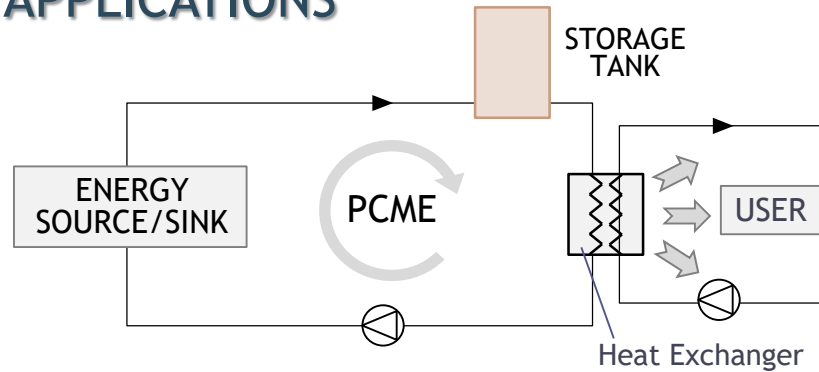 APPLICATIONS
STORAGE
TANK
ENERGY
SOURCE/SINK
PCME
USER
Heat Exchanger